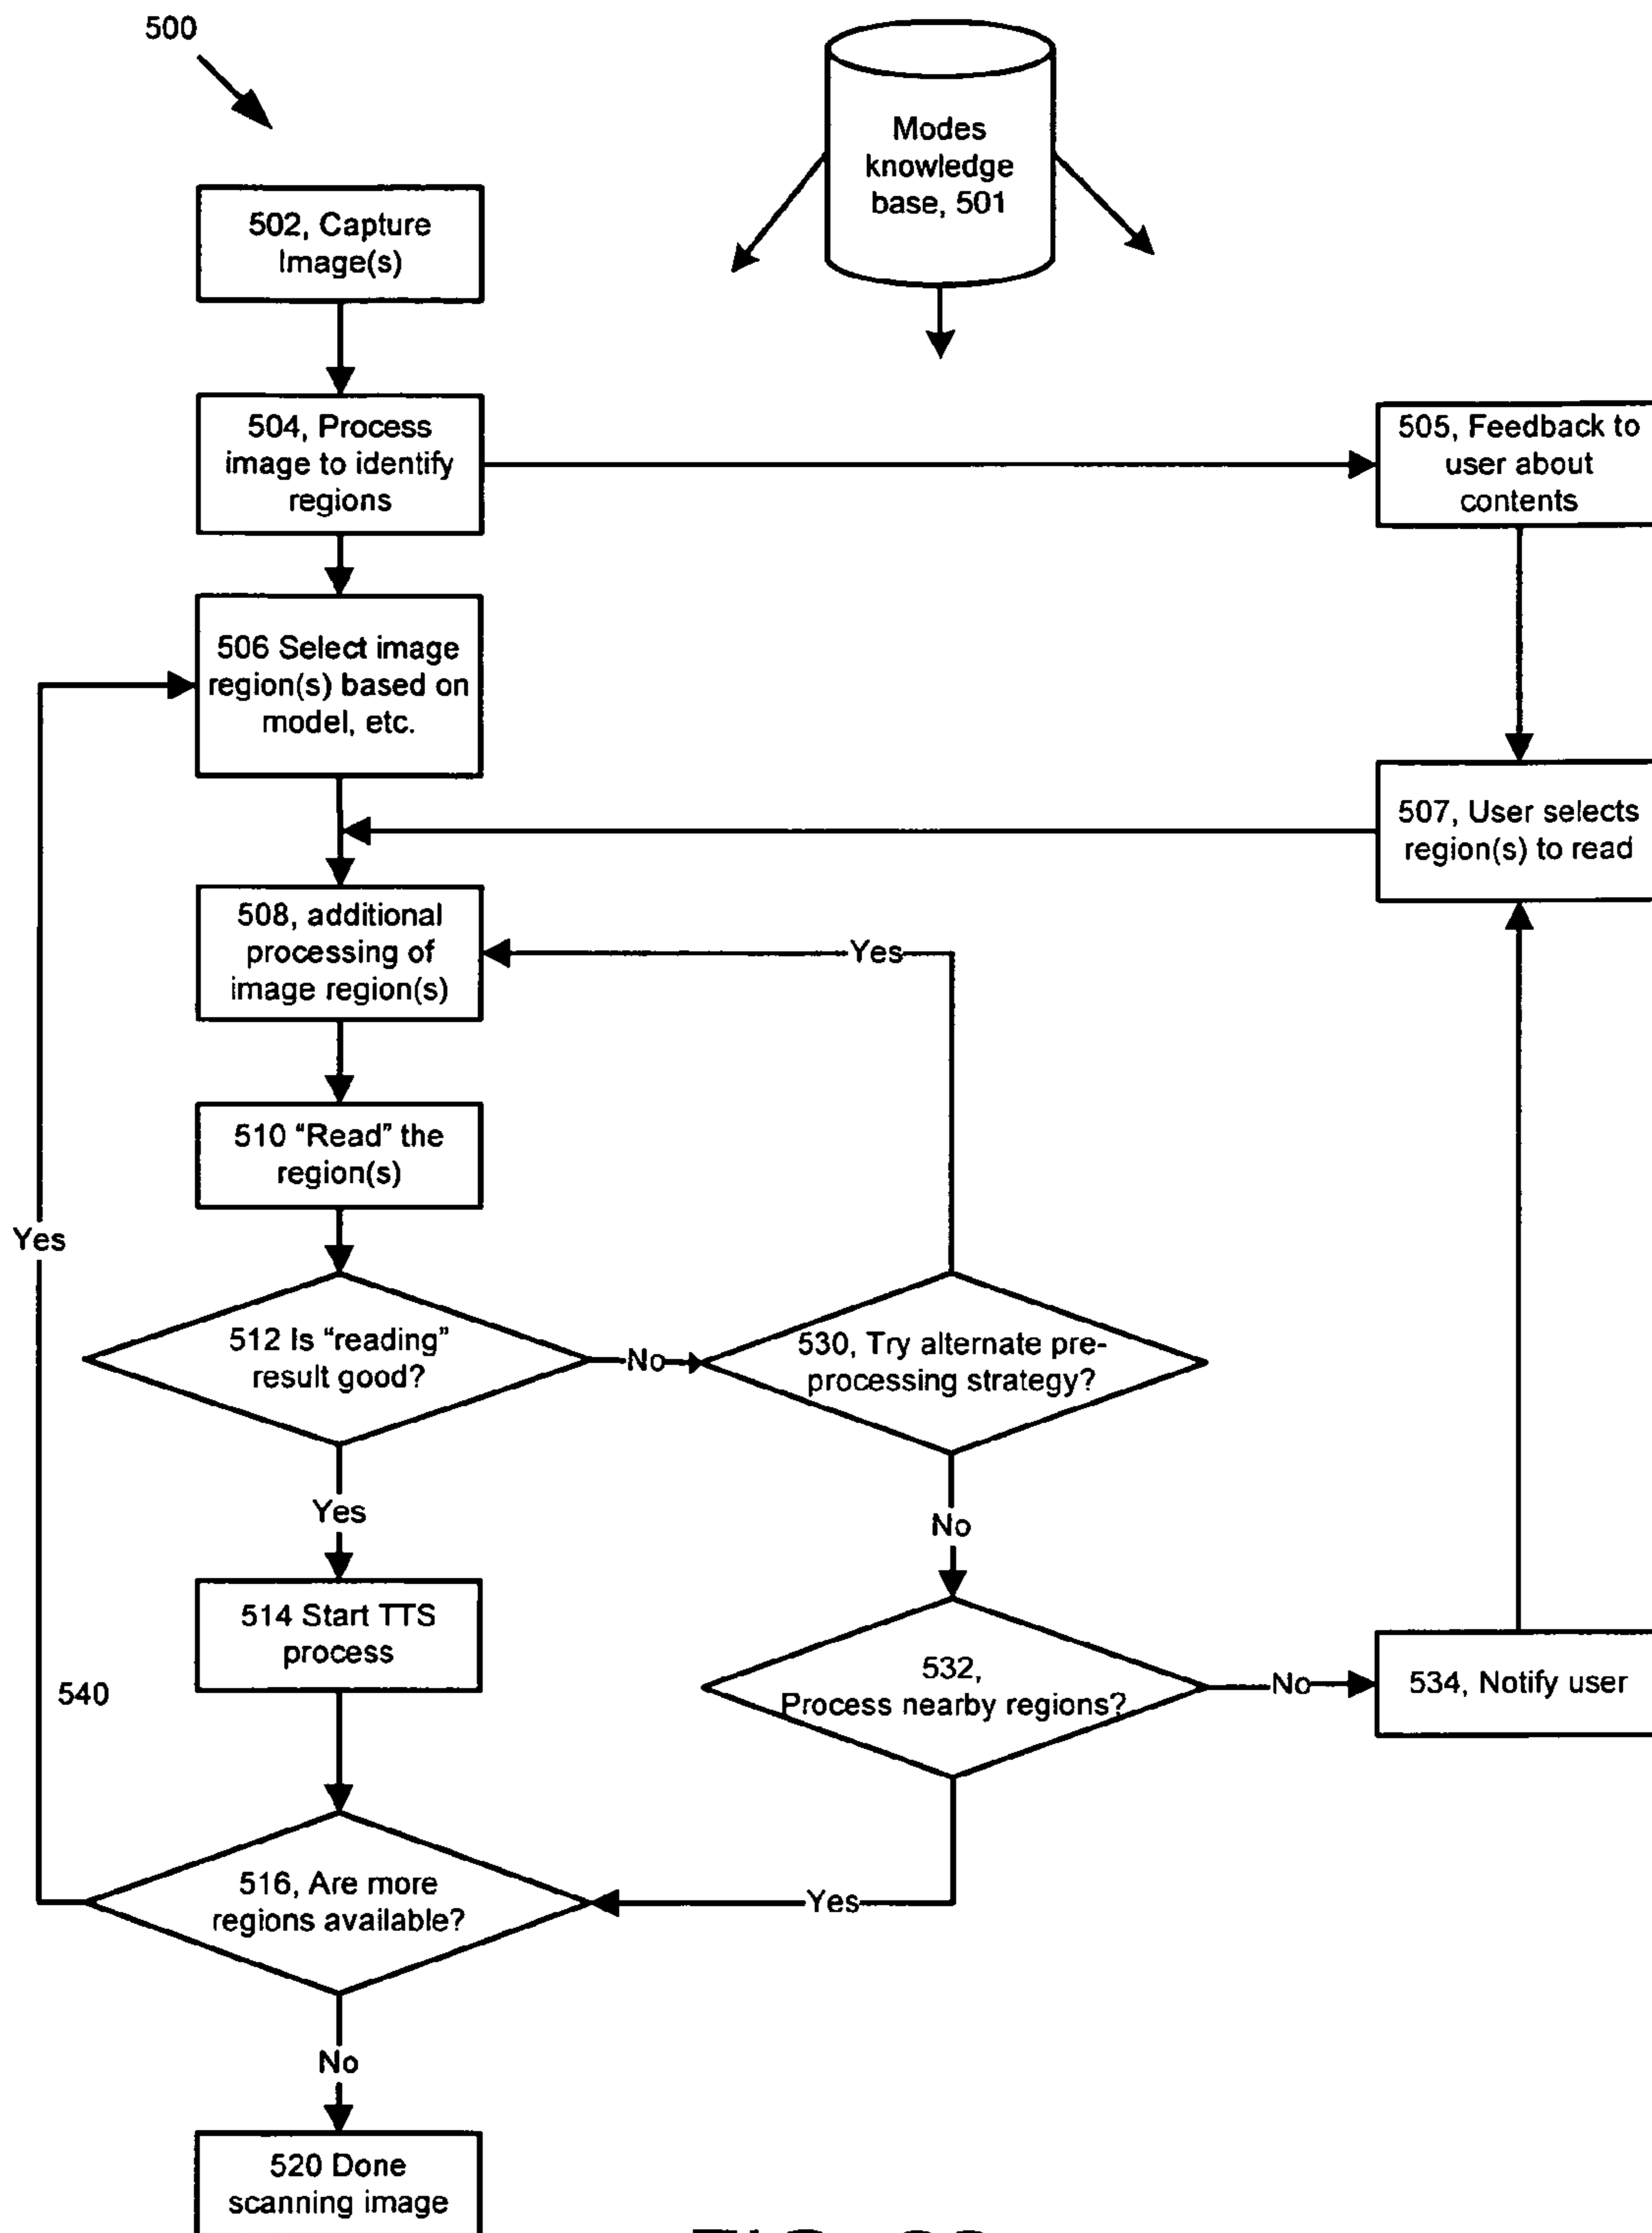 500
Modes
knowledge
base, 501
502, Capture
Image(s)
504, Process
image to identify
regions
505, Feedback to
user about
contents
506 Select image
region(s) based on
model, etc.
507, User selects
region(s) to read
508, additional
processing of
image region(s)
Yes
510 "Read" the
region(s)
Yes
512 Is "reading"
result good?
No
530, Try alternate pre-
processing strategy?
Yes
No
514 Start TTS
process
540
532,
Process nearby regions?
No
534, Notify user
516, Are more
regions available?
Yes
No
520 Done
scanning image